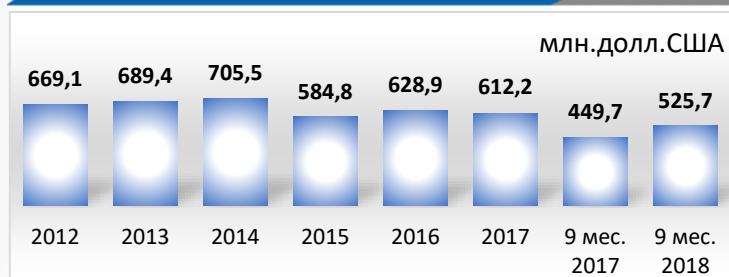 млн.долл.США
669,1 689,4 705,5 584,8 628,9 612,2 449,7 525,7
2012 2013 2014 2015 2016 2017 9 мес. 9 мес.
2017 2018